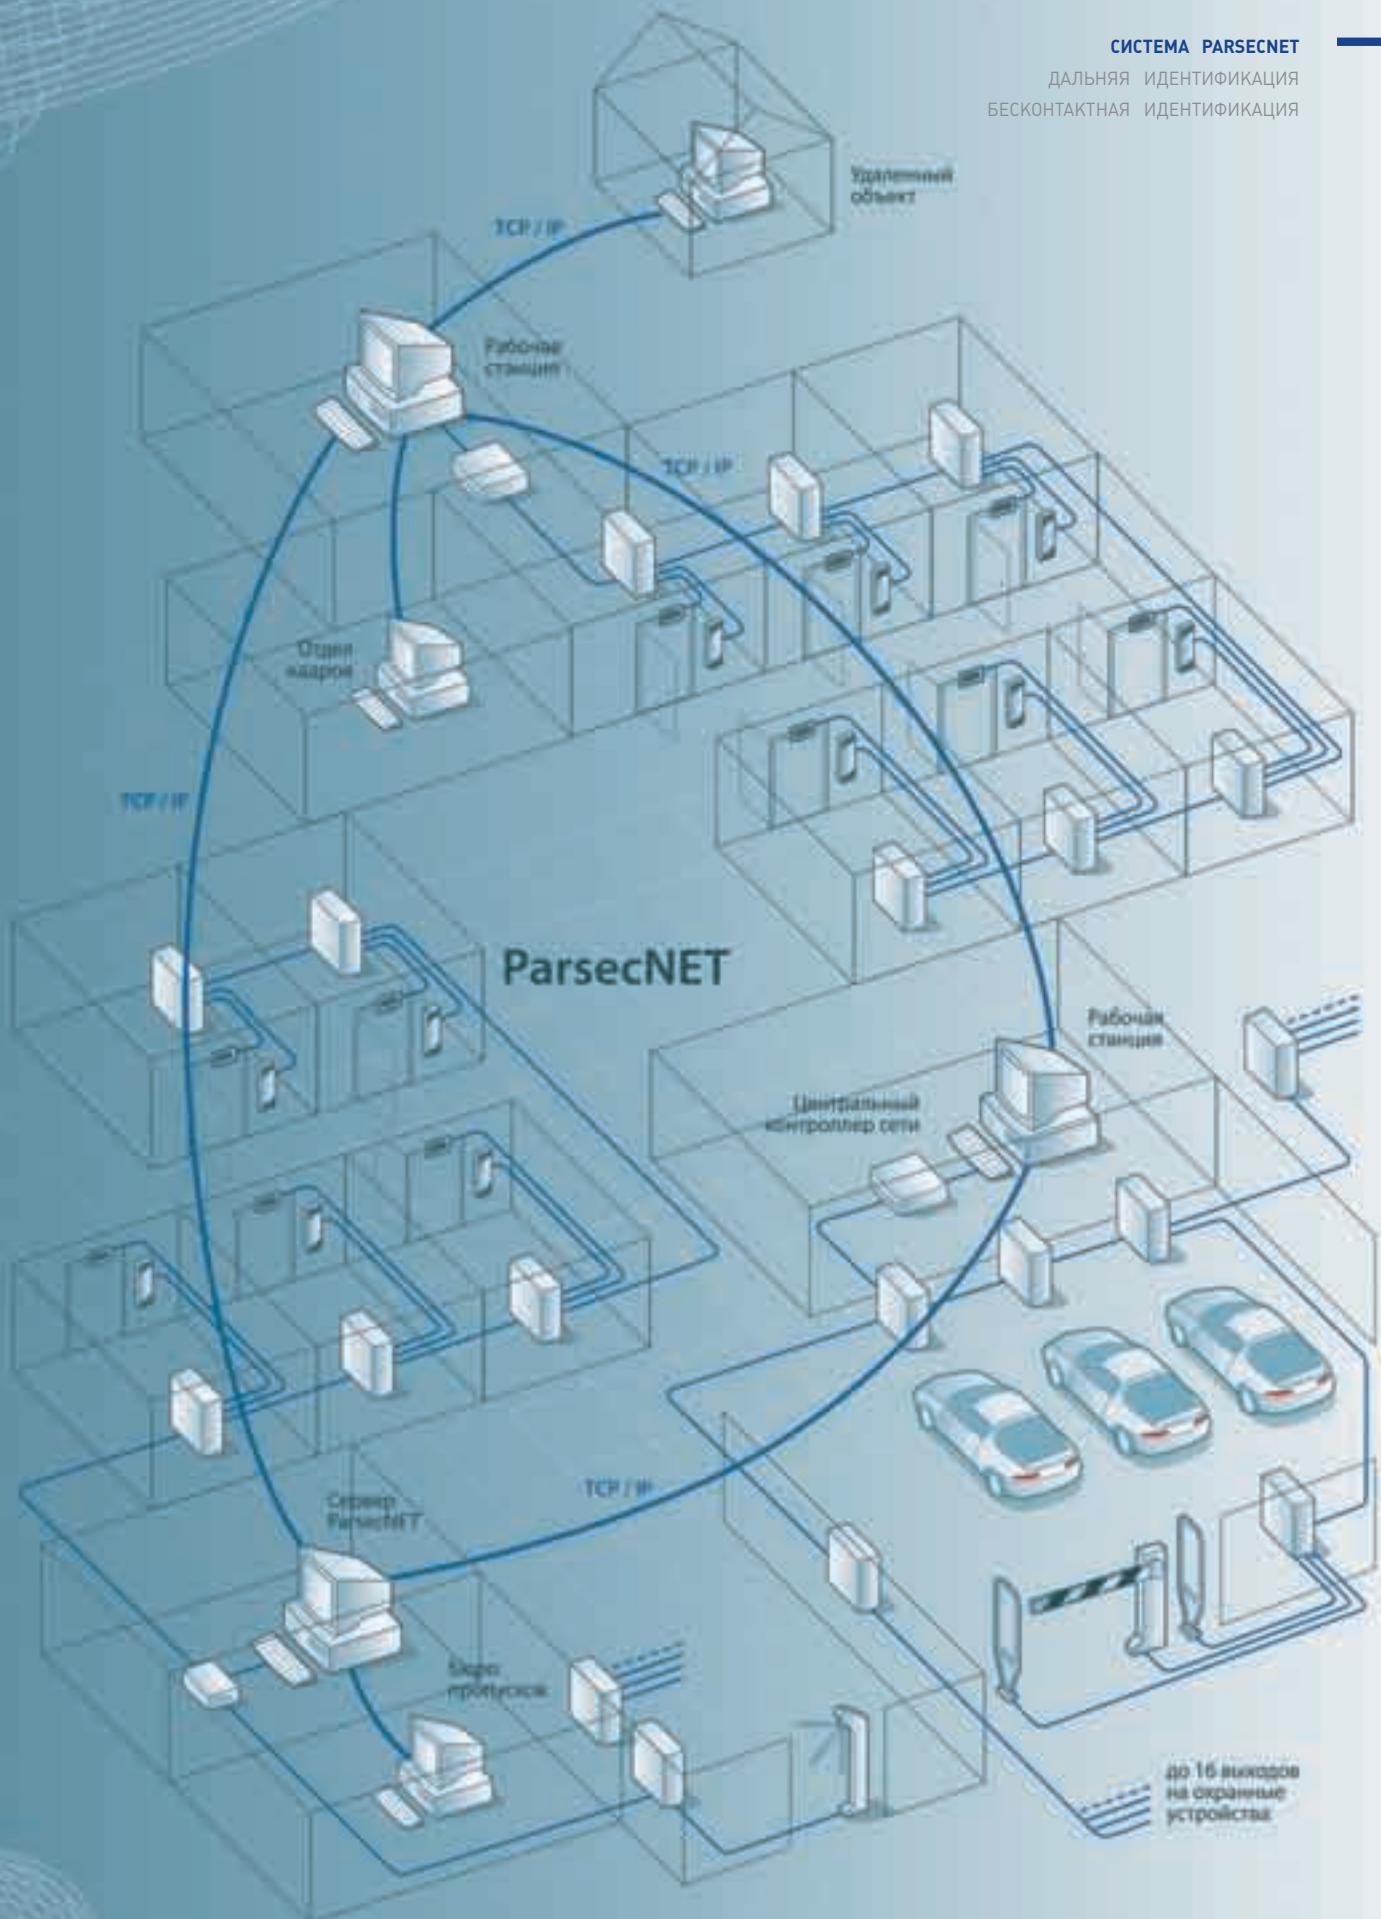 СИСТЕМА PARSECNET
ДАЛЬНЯЯ ИДЕНТИФИКАЦИЯ
БЕСКОНТАКТНАЯ ИДЕНТИФИКАЦИЯ
Удаленный
объект
TCP / IP
Рабочая
станция
TCP / IP
Отдел
кадров
TCP / IP
ParsecNET
Рабочая
станция
Центральный
контроллер сети
TCP / IP
Сервер
ParsecNET
Бюро
пропусков
до 16 выходов
на охранные
устройства